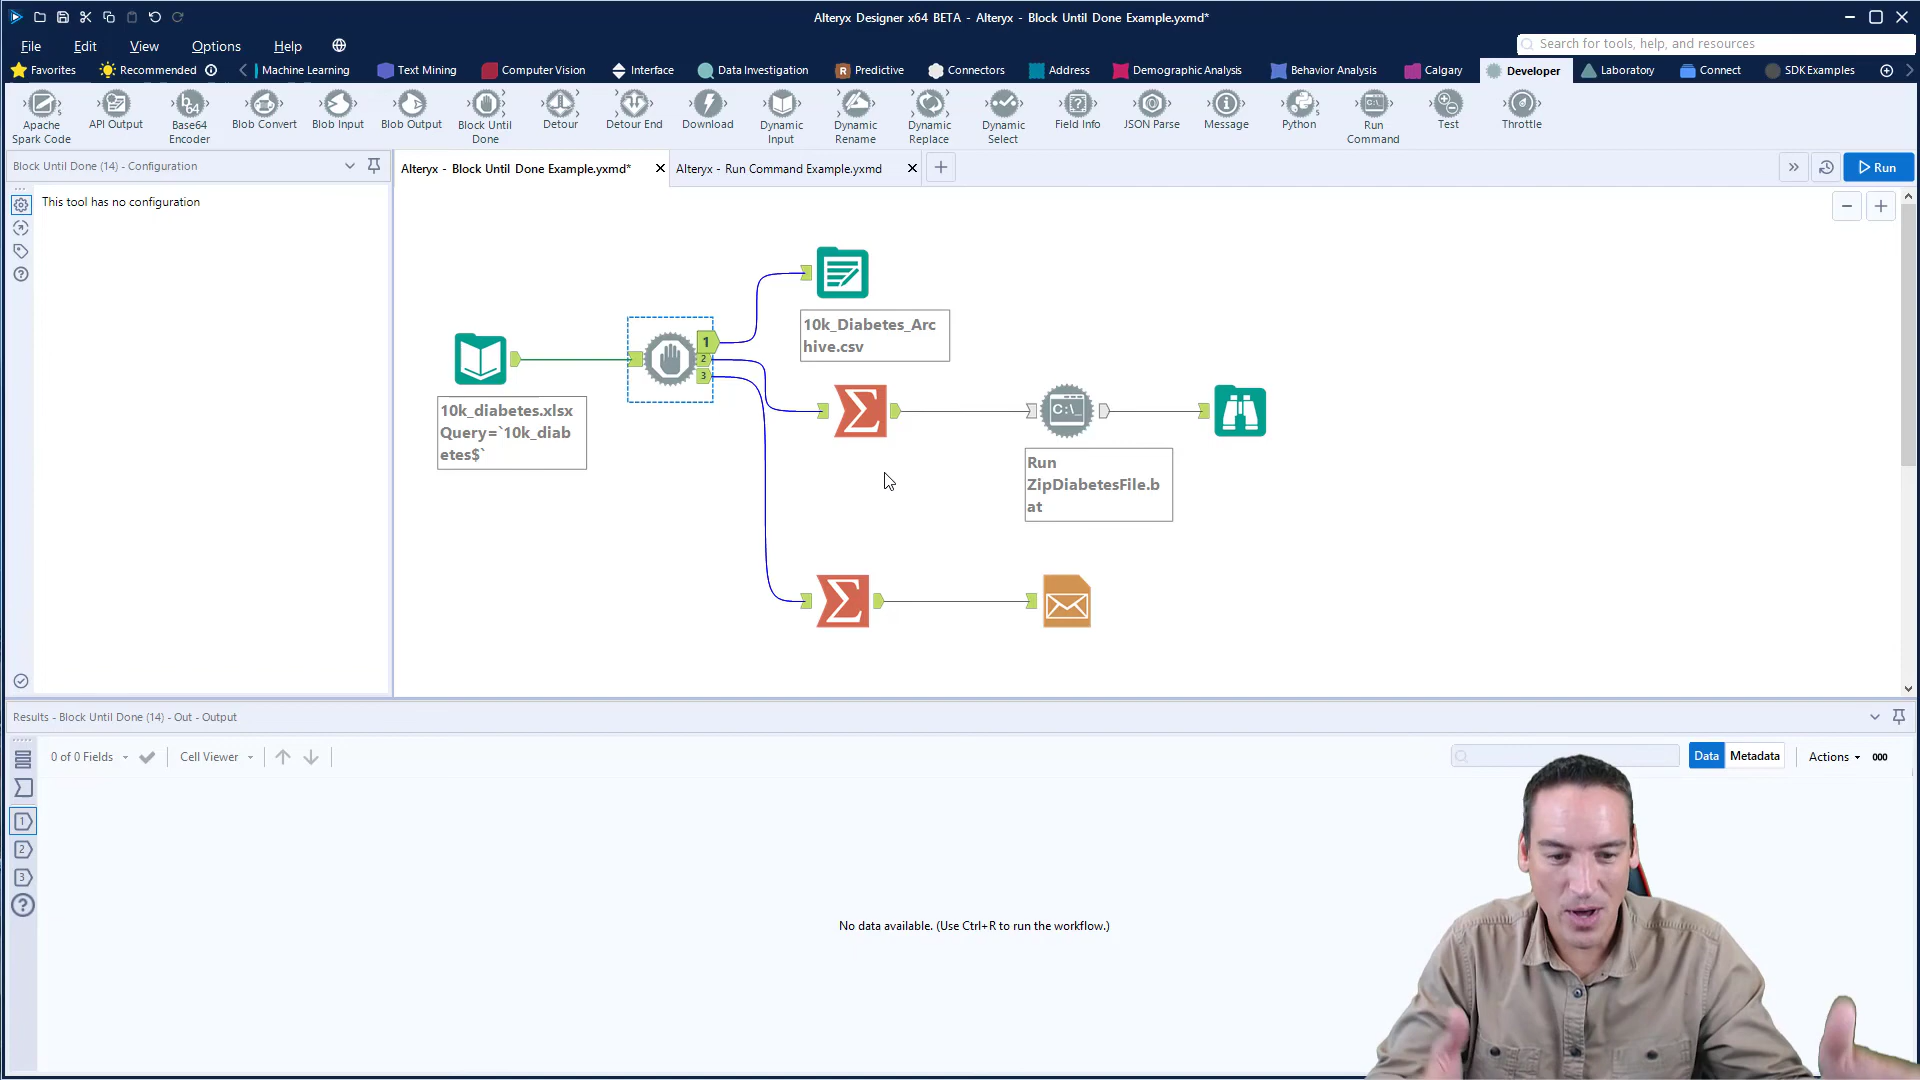 Alteryx Designer x64 BETA - Alteryx - Block Until Done Example.yxmd*
File Edit View Options Help
Search for tools, help, and resources
Favorites Recommended Machine Learning Text Mining Computer Vision Interface Data Investigation Predictive Connectors Address Demographic Analysis Behavior Analysis Calgary Developer Laboratory Connect SDK Examples
Apache Spark Code
API Output
Base64 Encoder
Blob Convert
Blob Input
Blob Output
Block Until Done
Detour
Detour End
Download
Dynamic Input
Dynamic Rename
Dynamic Replace
Dynamic Select
Field Info
JSON Parse
Message
Python
Run Command
Test
Throttle
Block Until Done (14) - Configuration
Alteryx - Block Until Done Example.yxmd*
Alteryx - Run Command Example.yxmd
Run
This tool has no configuration
1
2
3
10k_Diabetes_Arc
hive.csv
10k_diabetes.xlsx
Query=`10k_diab
etes$`
C:\_
Run
ZipDiabetesFile.b
at
Results - Block Until Done (14) - Out - Output
0 of 0 Fields Cell Viewer Data Metadata Actions 000
1
2
3
No data available. (Use Ctrl+R to run the workflow.)